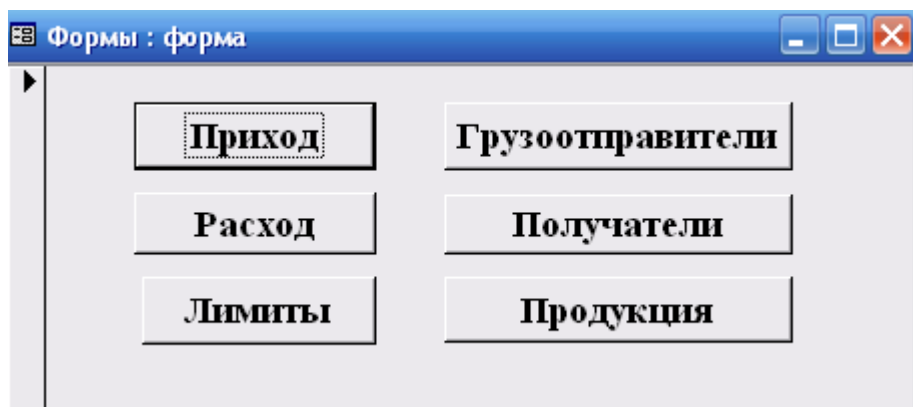 Формы : форма
Приход Грузоотправители
Расход Получатели
Лимиты Продукция